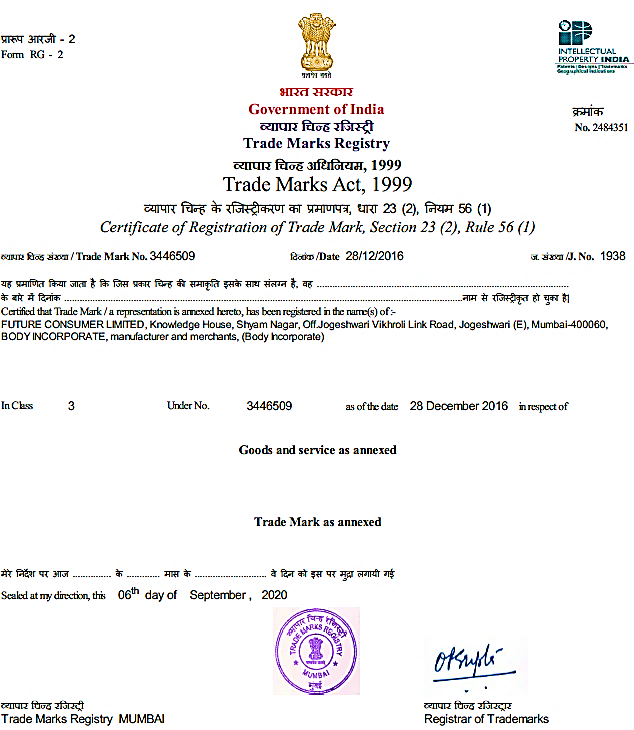 प्रारूप आरजी - 2
Form RG - 2
सत्यमेव जयते
INTELLECTUAL
PROPERTY INDIA
Patents | Designs | Trademarks
Geographical Indications
भारत सरकार
Government of India
व्यापार चिन्ह रजिस्ट्री
Trade Marks Registry
क्रमांक
No. 2484351
व्यापार चिन्ह अधिनियम, 1999
Trade Marks Act, 1999
व्यापार चिन्ह के रजिस्ट्रीकरण का प्रमाणपत्र, धारा 23 (2), नियम 56 (1)
Certificate of Registration of Trade Mark, Section 23 (2), Rule 56 (1)
व्यापार चिन्ह संख्या / Trade Mark No. 3446509 दिनांक /Date 28/12/2016 ज. संख्या /J. No. 1938
यह प्रमाणित किया जाता है कि जिस प्रकार चिन्ह की समाकृति इसके साथ संलग्न है, वह ....................
के बारे में दिनांक .................... नाम से रजिस्ट्रीकृत हो चुका है|
Certified that Trade Mark / a representation is annexed hereto, has been registered in the name(s) of :-
FUTURE CONSUMER LIMITED, Knowledge House, Shyam Nagar, Off.Jogeshwari Vikhroli Link Road, Jogeshwari (E), Mumbai-400060,
BODY INCORPORATE, manufacturer and merchants, (Body Incorporate)
In Class 3 Under No. 3446509 as of the date 28 December 2016 in respect of
Goods and service as annexed
Trade Mark as annexed
मेरे निर्देश पर आज .............. के ............ मास के .......................... वे दिन को इस पर मुद्रा लगायी गई
Sealed at my direction, this 06th day of September , 2020
व्यापार चिन्ह रजिस्ट्री
TRADE MARKS REGISTRY
MUMBAI
मुंबई
व्यापार चिन्ह रजिस्ट्री
Trade Marks Registry MUMBAI
व्यापार चिन्ह रजिस्ट्रार
Registrar of Trademarks